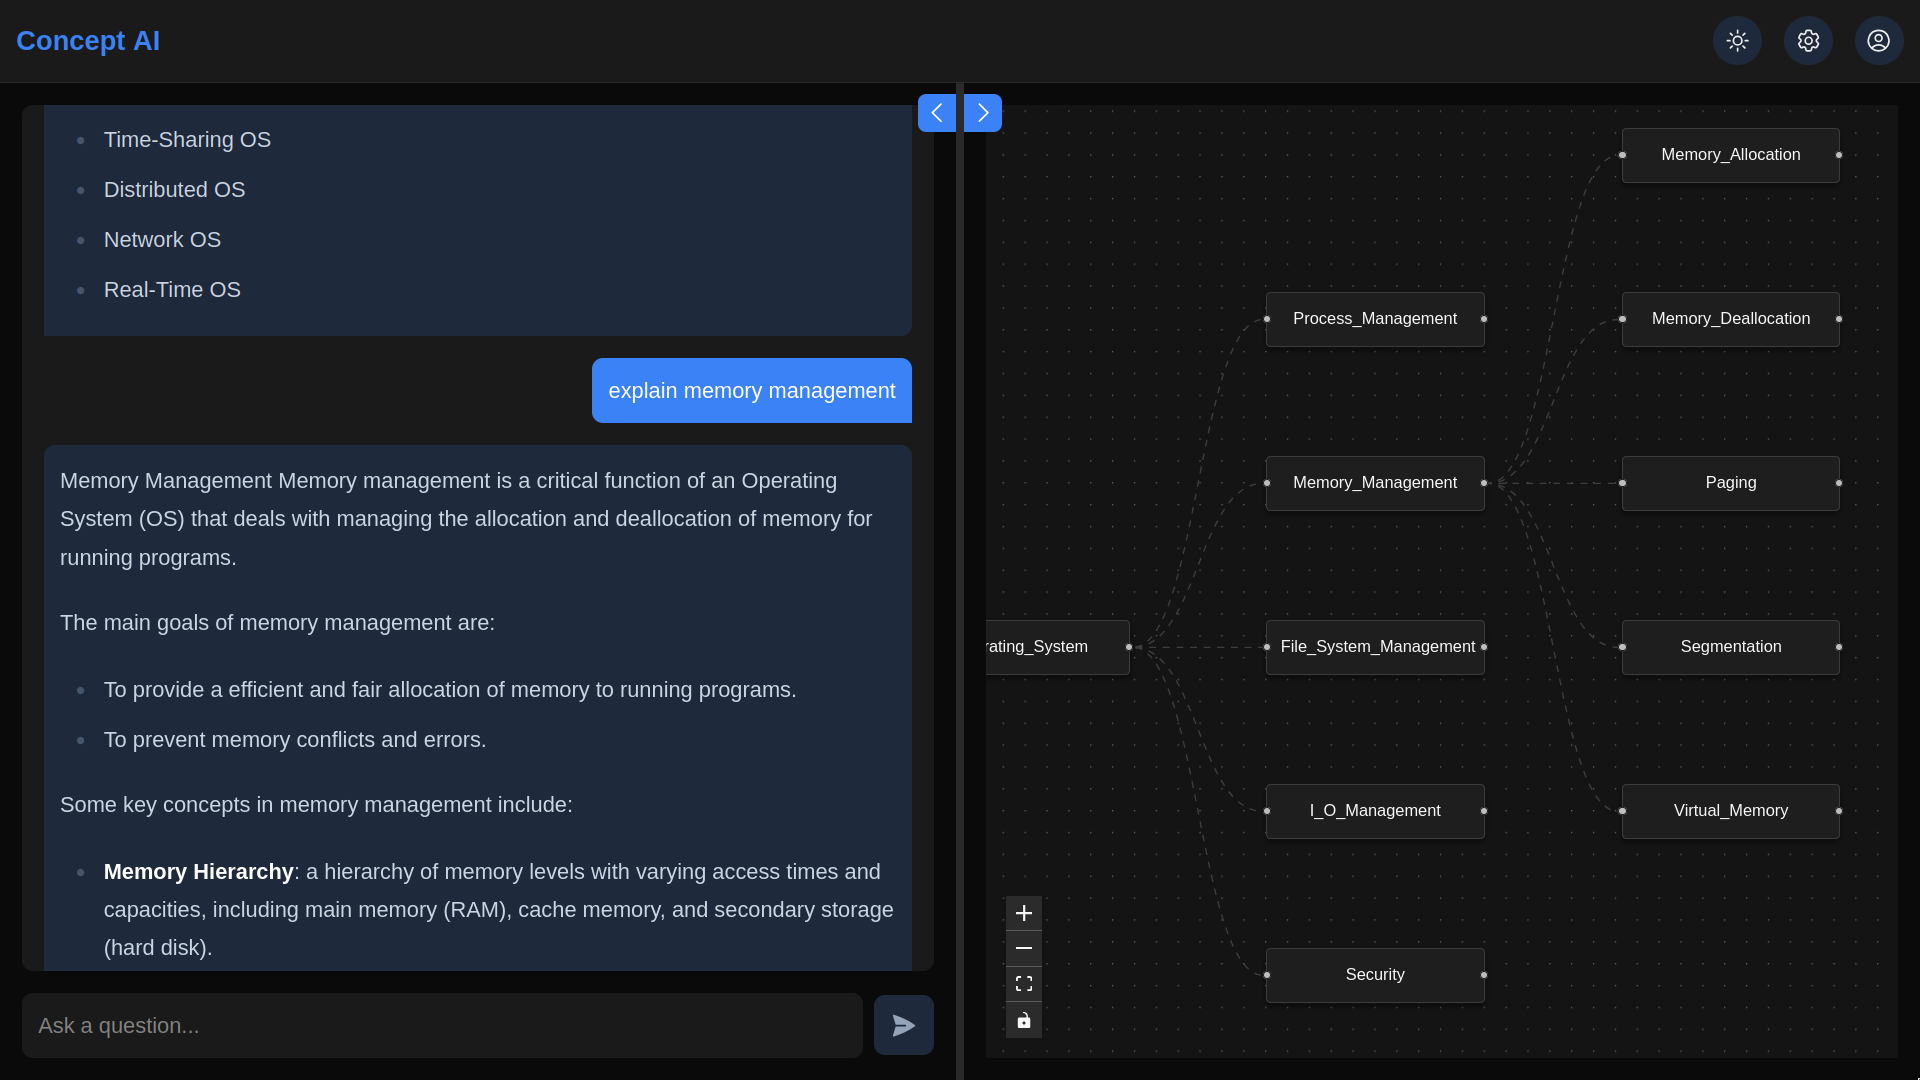 Concept AI
Time-Sharing OS
Distributed OS
Network OS
Real-Time OS
explain memory management
Memory Management Memory management is a critical function of an Operating
System (OS) that deals with managing the allocation and deallocation of memory for
running programs.
The main goals of memory management are:
To provide a efficient and fair allocation of memory to running programs.
To prevent memory conflicts and errors.
Some key concepts in memory management include:
Memory Hierarchy: a hierarchy of memory levels with varying access times and
capacities, including main memory (RAM), cache memory, and secondary storage
(hard disk).
Ask a question...
Memory_Allocation
Process_Management
Memory_Deallocation
Memory_Management
Paging
rating_System
File_System_Management
Segmentation
I_O_Management
Virtual_Memory
Security